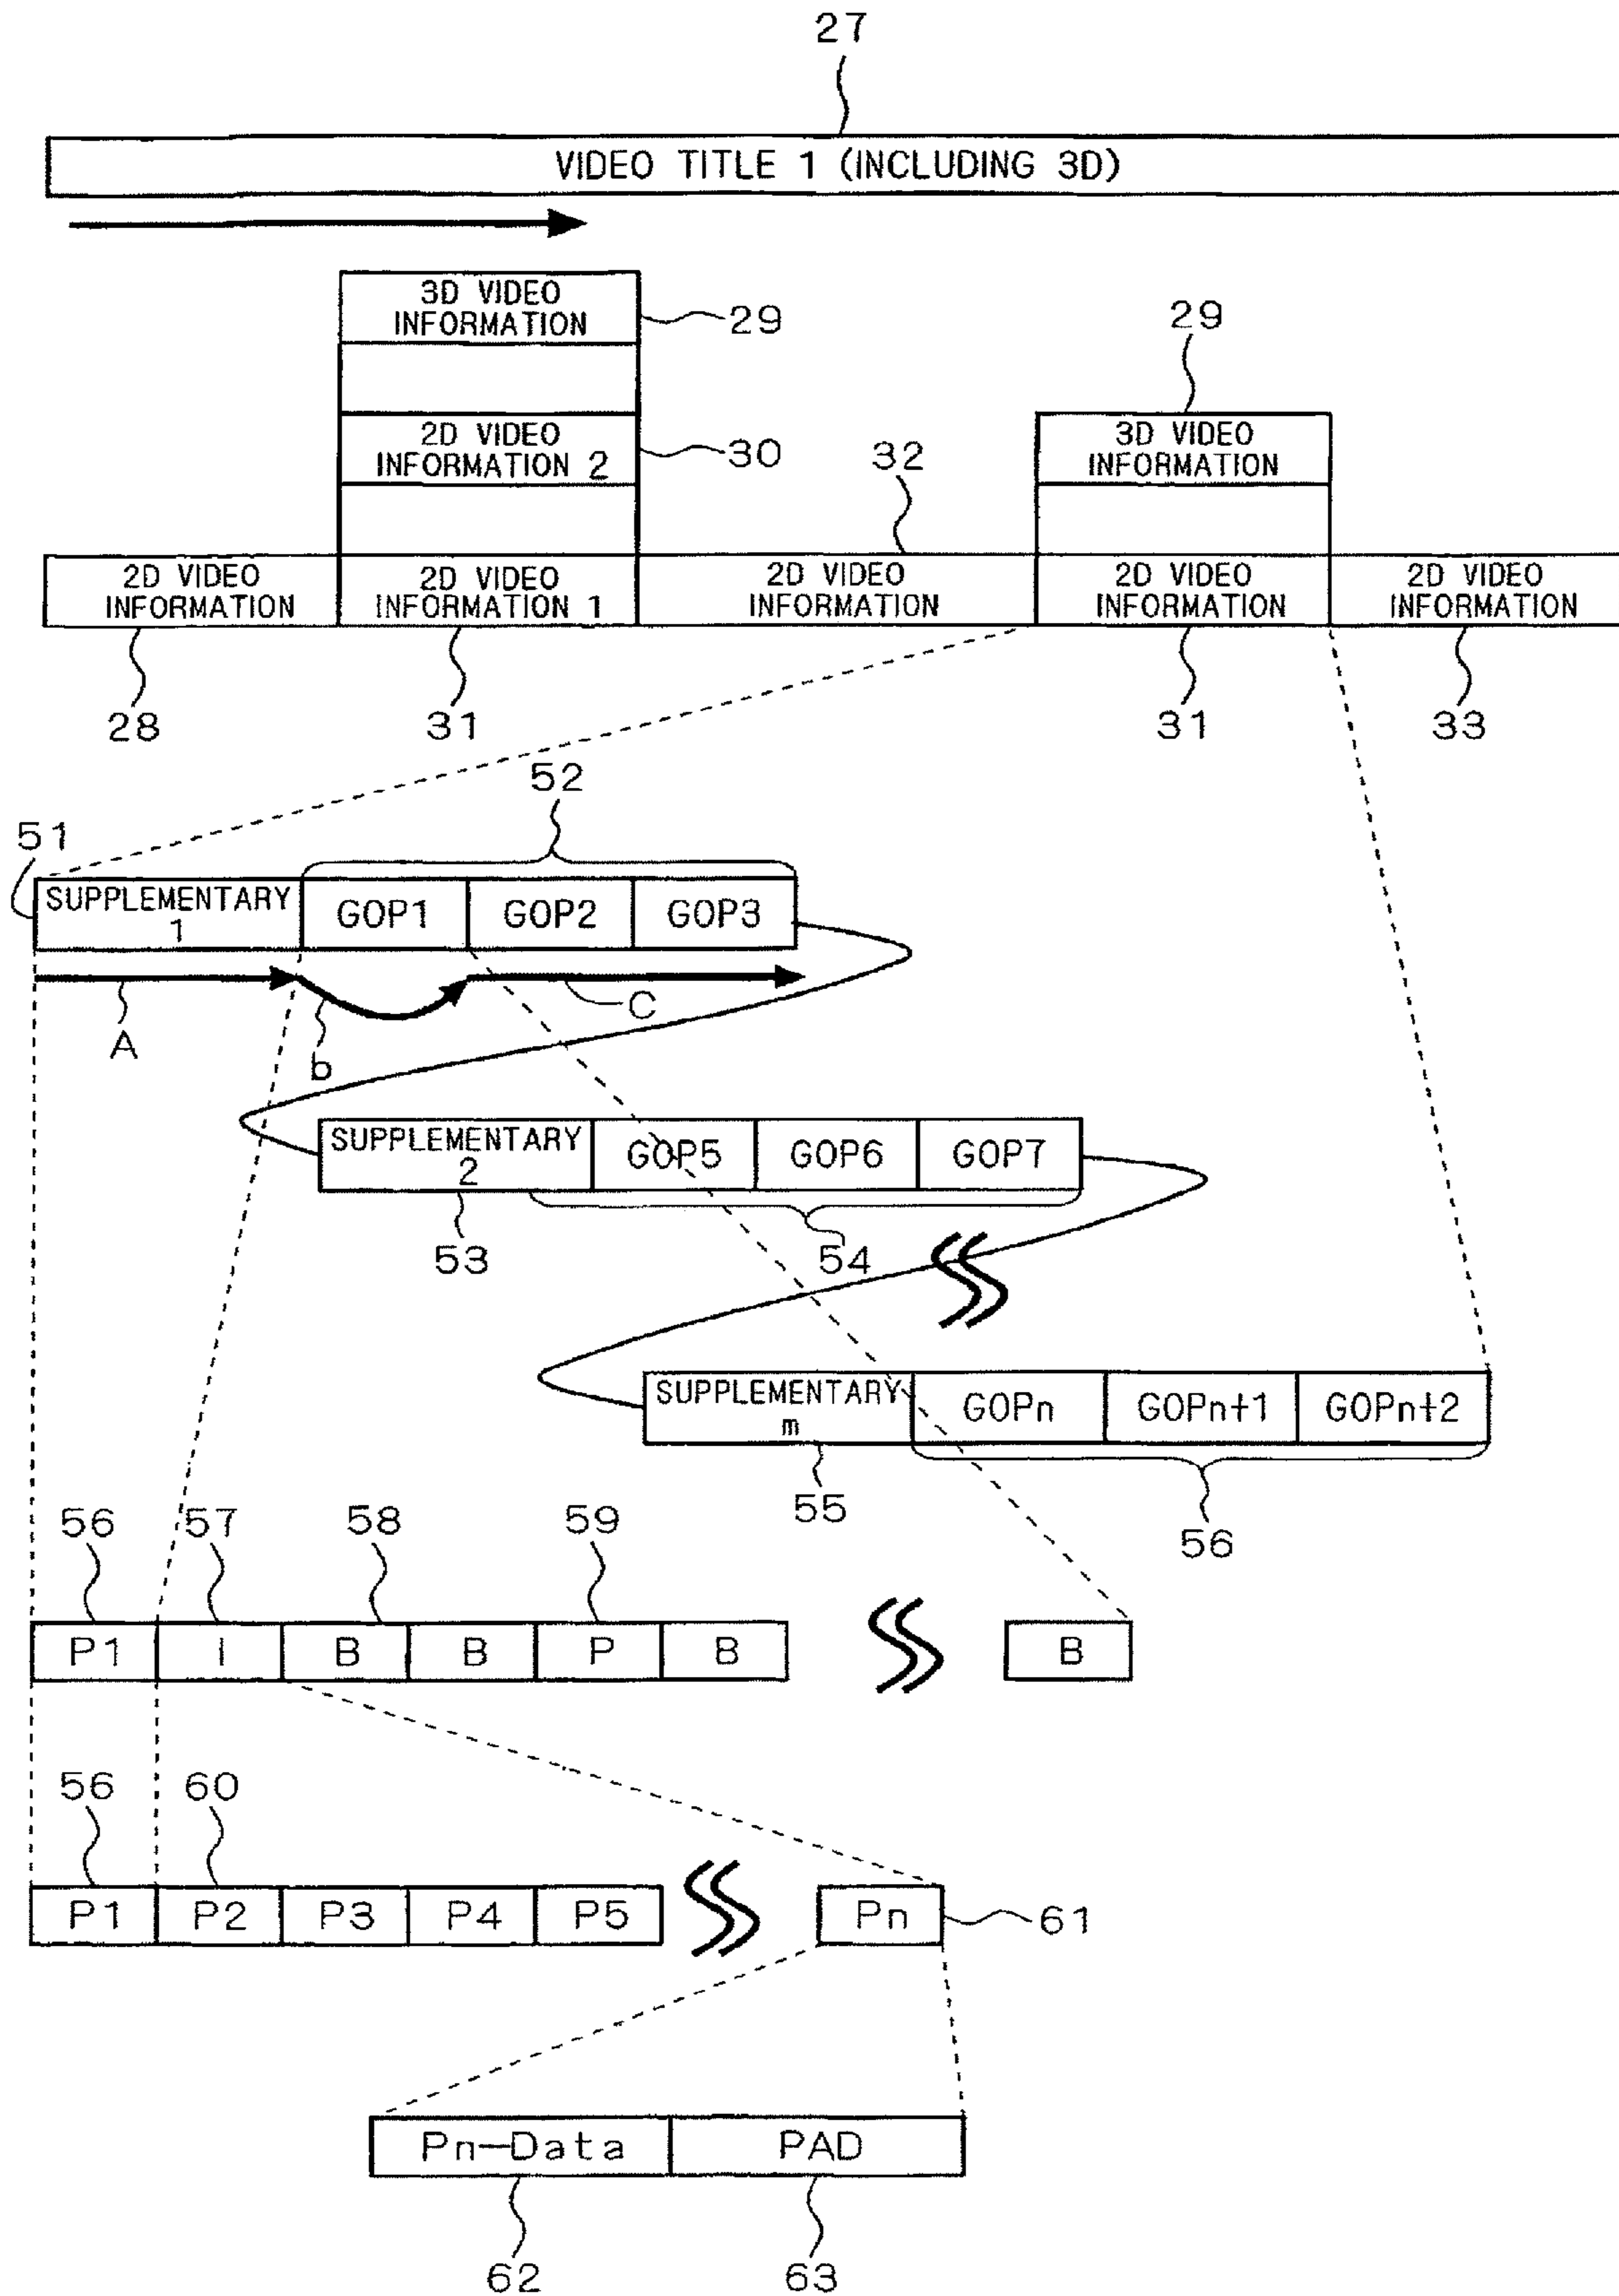 27
VIDEO TITLE 1 (INCLUDING 3D)
3D VIDEO
INFORMATION
29
29
2D VIDEO
INFORMATION 2
30
32
3D VIDEO
INFORMATION
2D VIDEO
INFORMATION
2D VIDEO
INFORMATION 1
2D VIDEO
INFORMATION
2D VIDEO
INFORMATION
2D VIDEO
INFORMATION
28
31
31
33
52
51
SUPPLEMENTARY
1
GOP1
GOP2
GOP3
A
b
C
SUPPLEMENTARY
2
GOP5
GOP6
GOP7
53
54
SUPPLEMENTARY
m
GOPn
GOPn+1
GOPn+2
55
56
56
57
58
59
P1
I
B
B
P
B
B
56
60
P1
P2
P3
P4
P5
Pn
61
Pn-Data
PAD
62
63